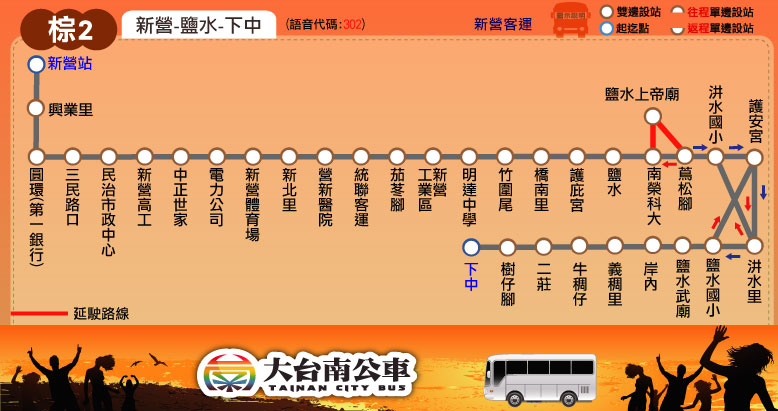 棕2
新營-鹽水-下中
(語音代碼:302)
新營客運
雙邊設站
往程單邊設站
起迄點
返程單邊設站
新營站
興業里
鹽水上帝廟
洪水國小
護安宮
圓環(第一銀行)
三民路口
民治市政中心
新營高工
中正世家
電力公司
新營體育場
新北里
營新醫院
統聯客運
茄苳腳
新營工業區
明達中學
竹圍尾
橋南里
護庇宮
鹽水
南榮科大
蔦松腳
下中
樹仔腳
二莊
牛稠仔
義稠里
岸內
鹽水武廟
鹽水國小
洪水里
延駛路線
大台南公車
TAINAN CITY BUS